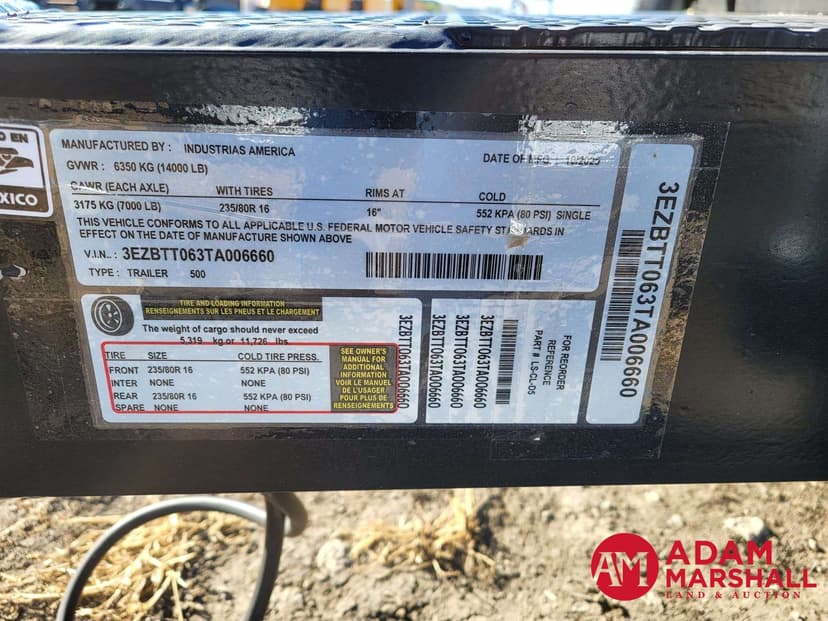 O EN
XICO
MANUFACTURED BY : INDUSTRIAS AMERICA
DATE OF MFG 10/2025
GVWR : 6350 KG (14000 LB)
GAWR (EACH AXLE) WITH TIRES RIMS AT COLD
3175 KG (7000 LB) 235/80R 16 16" 552 KPA (80 PSI) SINGLE
THIS VEHICLE CONFORMS TO ALL APPLICABLE U.S. FEDERAL MOTOR VEHICLE SAFETY STANDARDS IN
EFFECT ON THE DATE OF MANUFACTURE SHOWN ABOVE
V.I.N.: 3EZBTT063TA006660
TYPE : TRAILER 500
3EZBTT063TA006660
TIRE AND LOADING INFORMATION
RENSEIGNEMENTS SUR LES PNEUS ET LE CHARGEMENT
The weight of cargo should never exceed
5,319 kg.or 11,726 lbs
TIRE SIZE COLD TIRE PRESS.
FRONT 235/80R 16 552 KPA (80 PSI)
INTER NONE NONE
REAR 235/80R 16 552 KPA (80 PSI)
SPARE NONE NONE
SEE OWNER'S
MANUAL FOR
ADDITIONAL
INFORMATION
VOIR LE MANUEL
DE L'USAGER
POUR PLUS DE
RENSEIGNEMENTS
3EZBTT063TA006660
3EZBTT063TA006660
3EZBTT063TA006660
3EZBTT063TA006660
FOR REORDER
REFERENCE
PART # LS-CL-05
AM ADAM
MARSHALL
LAND & AUCTION